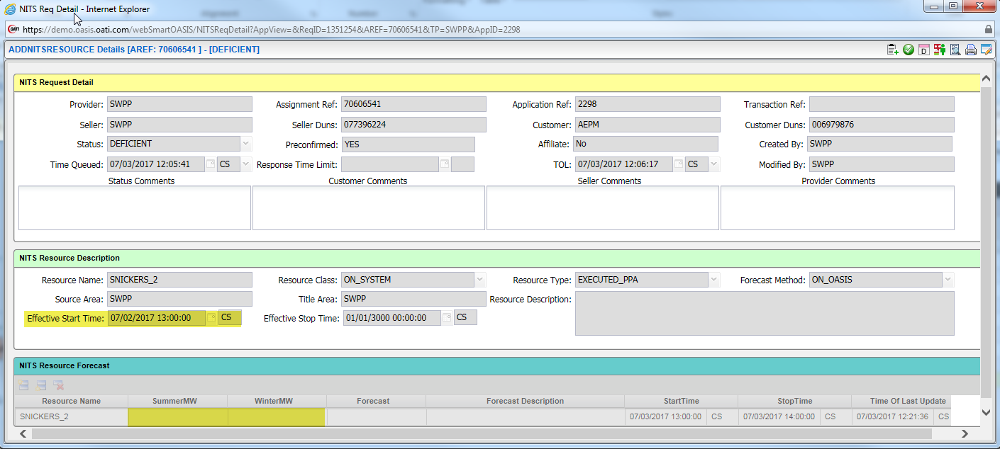 NITS Req Detail - Internet Explorer
OATI https://demo.oasis.oati.com/webSmartOASIS/NITSReqDetail?AppView=&ReqID=1351254&AREF=70606541&TP=SWPP&AppID=2298
ADDNITSRESOURCE Details [AREF: 70606541 ] - [DEFICIENT]
D
NITS Request Detail
Provider: SWPP Assignment Ref: 70606541 Application Ref: 2298 Transaction Ref:
Seller: SWPP Seller Duns: 077396224 Customer: AEPM Customer Duns: 006979876
Status: DEFICIENT Preconfirmed: YES Affiliate: No Created By: SWPP
Time Queued: 07/03/2017 12:05:41 CS Response Time Limit: TOL: 07/03/2017 12:06:17 CS Modified By: SWPP
Status Comments Customer Comments Seller Comments Provider Comments
NITS Resource Description
Resource Name: SNICKERS_2 Resource Class: ON_SYSTEM Resource Type: EXECUTED_PPA Forecast Method: ON_OASIS
Source Area: SWPP Title Area: SWPP Resource Description:
Effective Start Time: 07/02/2017 13:00:00 CS Effective Stop Time: 01/01/3000 00:00:00 CS
NITS Resource Forecast
Resource Name SummerMW WinterMW Forecast Forecast Description StartTime StopTime Time Of Last Update
SNICKERS_2 07/03/2017 13:00:00 CS 07/03/2017 14:00:00 CS 07/03/2017 12:21:36 CS